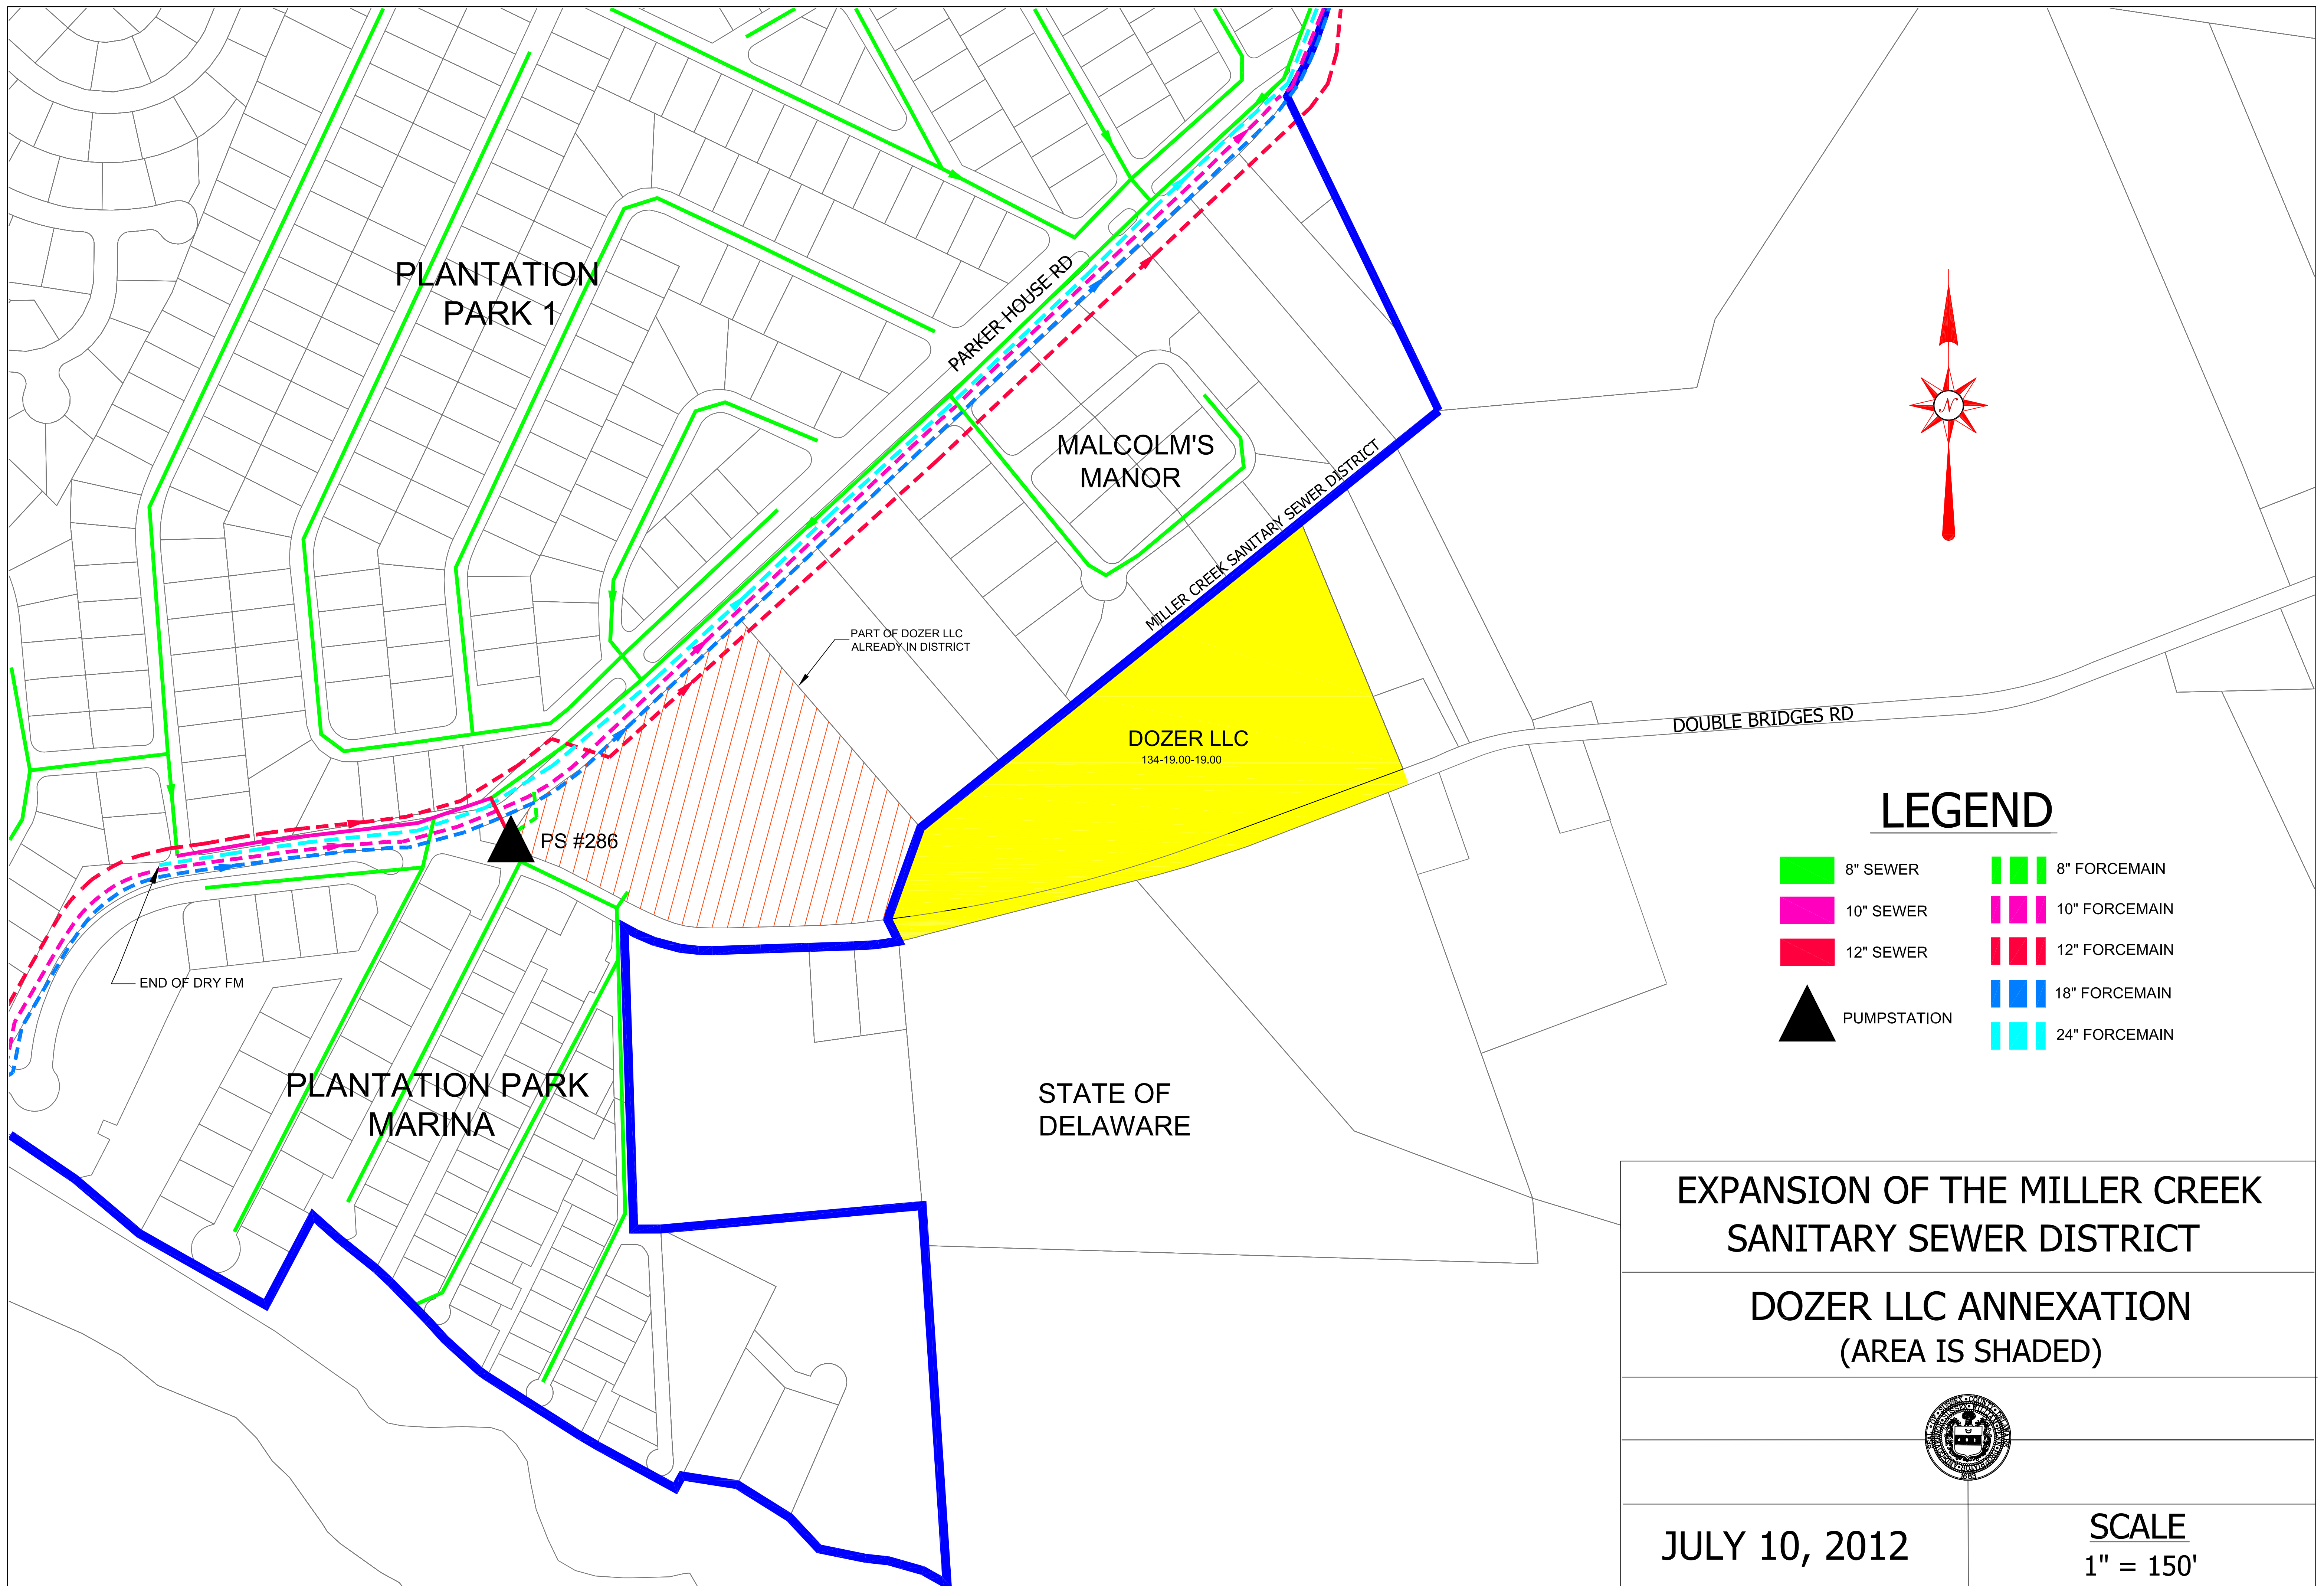 PLANTATION
PARK 1
PARKER HOUSE RD
MALCOLM'S
MANOR
MILLER CREEK SANITARY SEWER DISTRICT
PART OF DOZER LLC
ALREADY IN DISTRICT
DOZER LLC
134-19.00-19.00
DOUBLE BRIDGES RD
N
PS #286
END OF DRY FM
PLANTATION PARK
MARINA
STATE OF
DELAWARE
LEGEND
8" SEWER
10" SEWER
12" SEWER
PUMPSTATION
8" FORCEMAIN
10" FORCEMAIN
12" FORCEMAIN
18" FORCEMAIN
24" FORCEMAIN
EXPANSION OF THE MILLER CREEK
SANITARY SEWER DISTRICT
DOZER LLC ANNEXATION
(AREA IS SHADED)
JULY 10, 2012
SCALE
1" = 150'